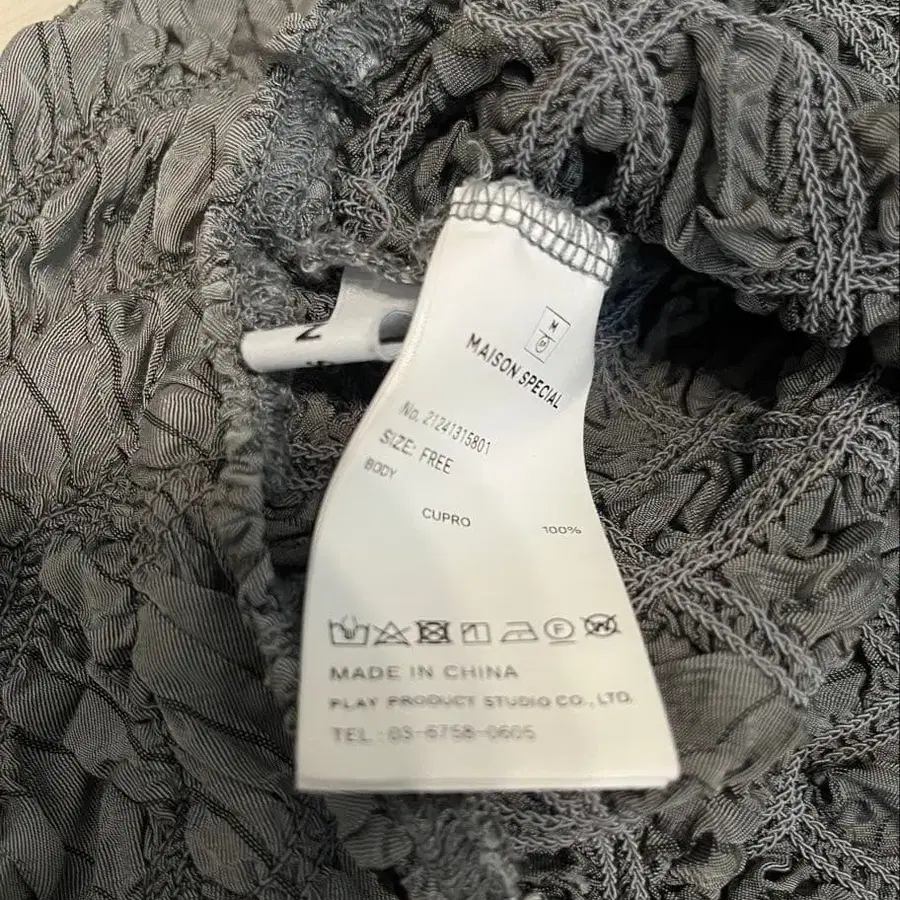 M
MAISON SPECIAL
No. 21241315801
SIZE: FREE
BODY
CUPRO 100%
MADE IN CHINA
PLAY PRODUCT STUDIO CO., LTD.
TEL : 03-6758-0605